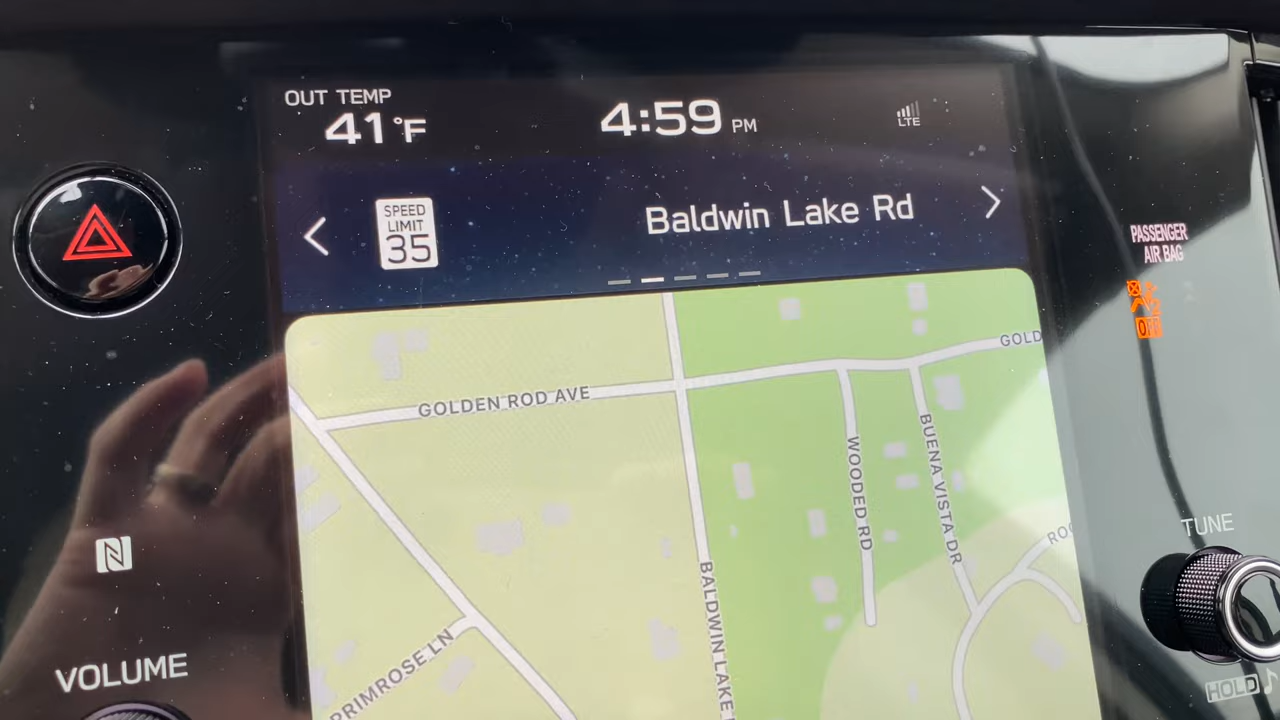 OUT TEMP
41°F
4:59 PM
LTE
SPEED
LIMIT
35
Baldwin Lake Rd
PASSENGER
AIR BAG
OFF
GOLD
GOLDEN ROD AVE
WOODED RD
BUENA VISTA DR
BALDWIN LAKE
PRIMROSE LN
TUNE
VOLUME
HOLD